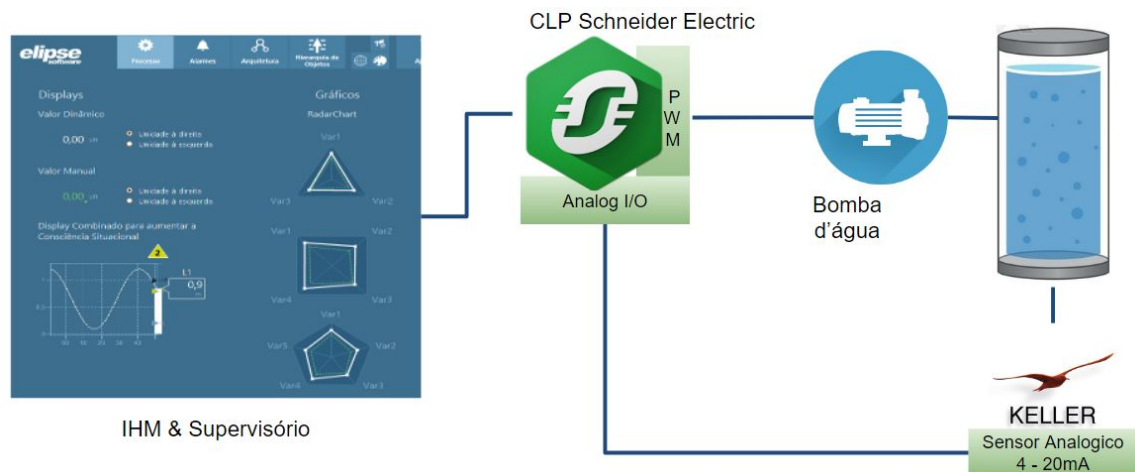 CLP Schneider Electric
elipse
software
Processo
Alarmes
Arquitetura
Hierarquia de
Objetos
Displays
Gráficos
Valor Dinâmico
RadarChart
0,00
Unidade à direita
Unidade à esquerda
Var1
Var3
Var2
Valor Manual
0,00
Unidade à direita
Unidade à esquerda
Display Combinado para aumentar a
Consciência Situacional
2
L1
0,9
Var1
Var2
Var4
Var3
Var1
Var5
Var2
Var4
Var3
IHM & Supervisório
P
W
M
Analog I/O
Bomba
d'água
KELLER
Sensor Analogico
4 - 20mA